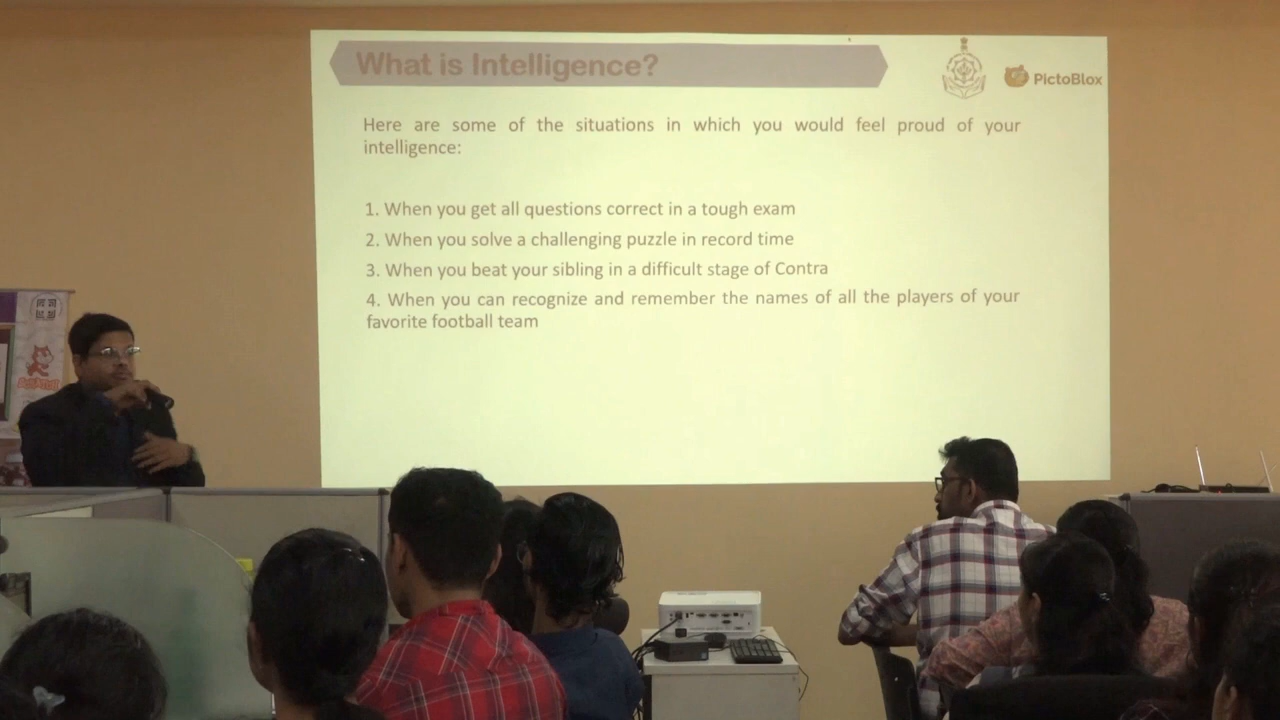 What is Intelligence?
PictoBlox
Here are some of the situations in which you would feel proud of your
intelligence:
1. When you get all questions correct in a tough exam
2. When you solve a challenging puzzle in record time
3. When you beat your sibling in a difficult stage of Contra
4. When you can recognize and remember the names of all the players of your
favorite football team